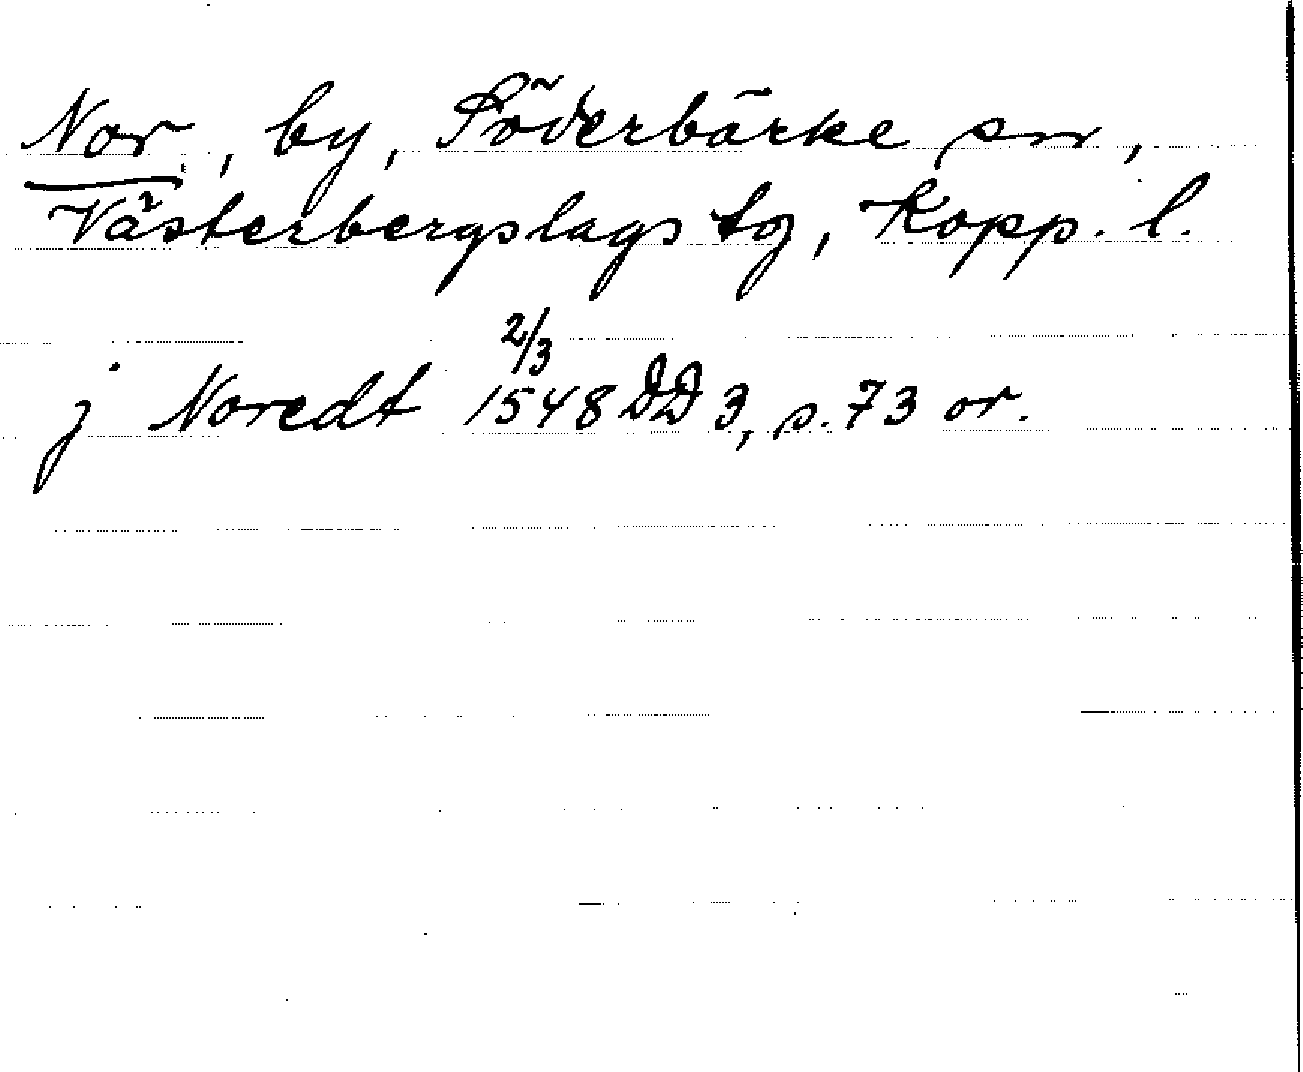 Nor, by, Söderbärke sn,
Västerbergslags tg, Kopp. l.
j Noredt 2/3 1548 DD 3, s. 73 or.